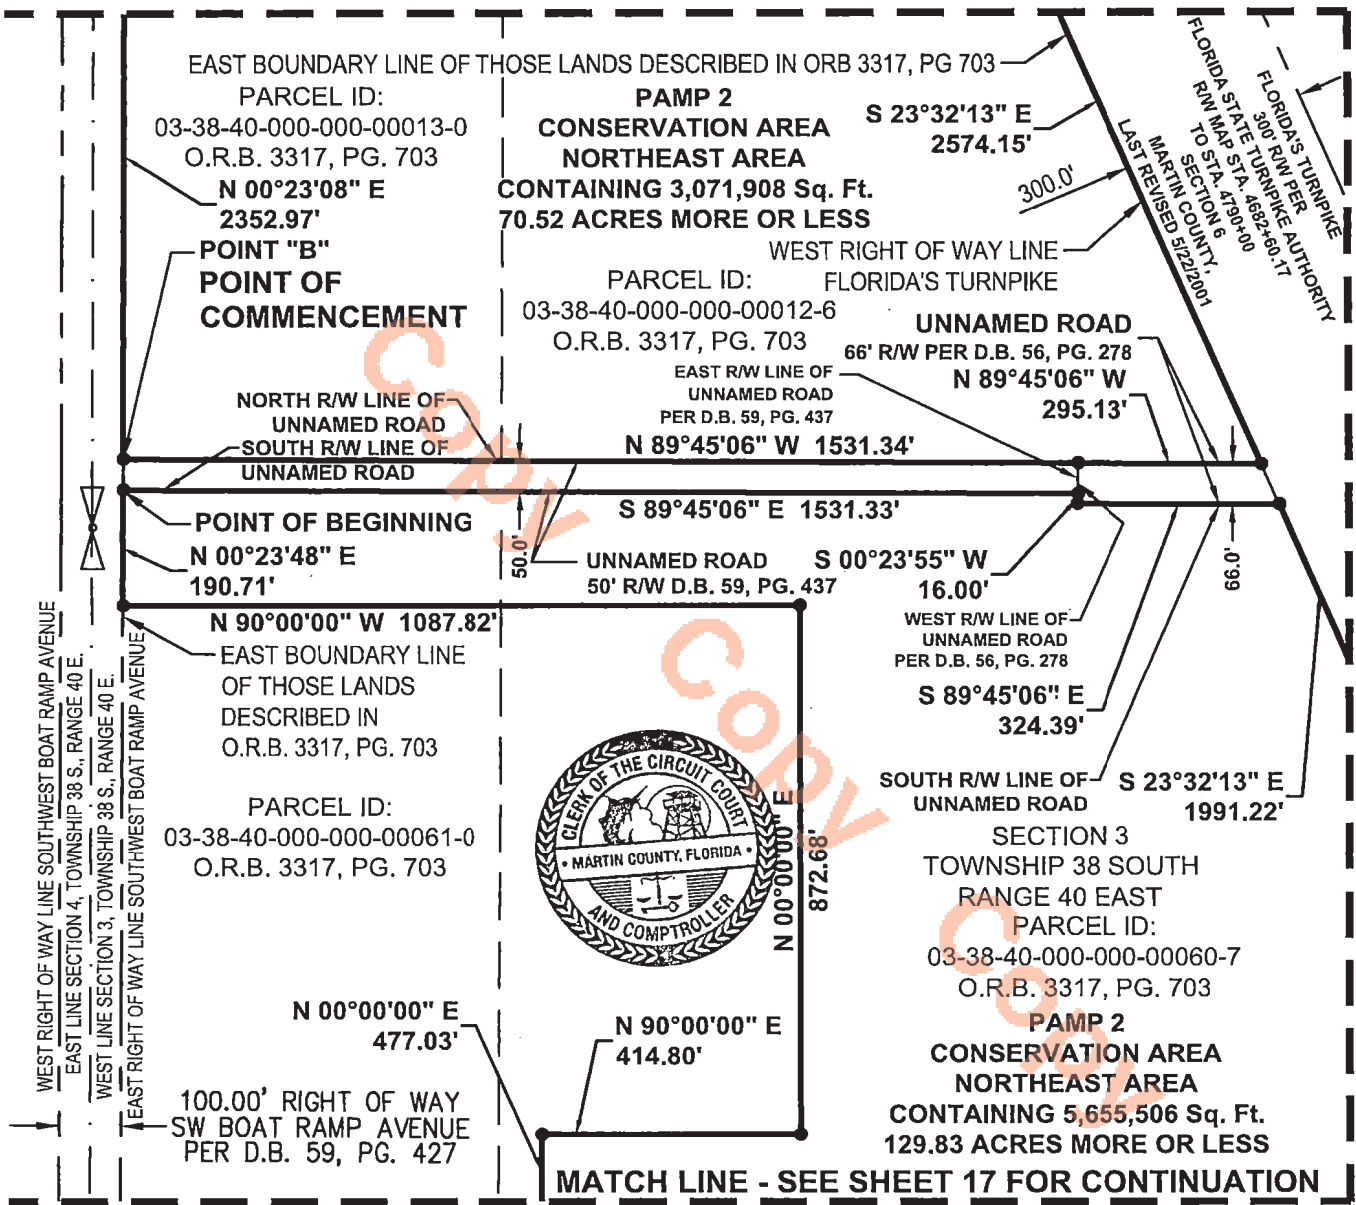 EAST BOUNDARY LINE OF THOSE LANDS DESCRIBED IN ORB 3317, PG 703
PARCEL ID:
03-38-40-000-000-00013-0
O.R.B. 3317, PG. 703
N 00°23'08" E
2352.97'
POINT "B"
POINT OF
COMMENCEMENT
PAMP 2
CONSERVATION AREA
NORTHEAST AREA
CONTAINING 3,071,908 Sq. Ft.
70.52 ACRES MORE OR LESS
S 23°32'13" E
2574.15'
300.0'
FLORIDA'S TURNPIKE
300' R/W PER
FLORIDA STATE TURNPIKE AUTHORITY
R/W MAP STA. 4682+60.17
TO STA. 4790+00
SECTION 6
MARTIN COUNTY,
LAST REVISED 5/22/2001
WEST RIGHT OF WAY LINE
FLORIDA'S TURNPIKE
PARCEL ID:
03-38-40-000-000-00012-6
O.R.B. 3317, PG. 703
UNNAMED ROAD
66' R/W PER D.B. 56, PG. 278
EAST R/W LINE OF
UNNAMED ROAD
PER D.B. 59, PG. 437
N 89°45'06" W
295.13'
NORTH R/W LINE OF
UNNAMED ROAD
SOUTH R/W LINE OF
UNNAMED ROAD
N 89°45'06" W 1531.34'
S 89°45'06" E 1531.33'
POINT OF BEGINNING
N 00°23'48" E
190.71'
50.0'
UNNAMED ROAD
50' R/W D.B. 59, PG. 437
S 00°23'55" W
16.00'
66.0'
WEST R/W LINE OF
UNNAMED ROAD
PER D.B. 56, PG. 278
N 90°00'00" W 1087.82'
EAST BOUNDARY LINE
OF THOSE LANDS
DESCRIBED IN
O.R.B. 3317, PG. 703
S 89°45'06" E
324.39'
SOUTH R/W LINE OF
UNNAMED ROAD
S 23°32'13" E
1991.22'
PARCEL ID:
03-38-40-000-000-00061-0
O.R.B. 3317, PG. 703
CLERK OF THE CIRCUIT COURT
• MARTIN COUNTY, FLORIDA •
AND COMPTROLLER
N 00°00'00" E
872.68'
SECTION 3
TOWNSHIP 38 SOUTH
RANGE 40 EAST
PARCEL ID:
03-38-40-000-000-00060-7
O.R.B. 3317, PG. 703
PAMP 2
CONSERVATION AREA
NORTHEAST AREA
CONTAINING 5,655,506 Sq. Ft.
129.83 ACRES MORE OR LESS
N 00°00'00" E
477.03'
N 90°00'00" E
414.80'
WEST RIGHT OF WAY LINE SOUTHWEST BOAT RAMP AVENUE
EAST LINE SECTION 4, TOWNSHIP 38 S., RANGE 40 E.
WEST LINE SECTION 3, TOWNSHIP 38 S., RANGE 40 E.
EAST RIGHT OF WAY LINE SOUTHWEST BOAT RAMP AVENUE
100.00' RIGHT OF WAY
SW BOAT RAMP AVENUE
PER D.B. 59, PG. 427
MATCH LINE - SEE SHEET 17 FOR CONTINUATION
Copy
Copy
Copy